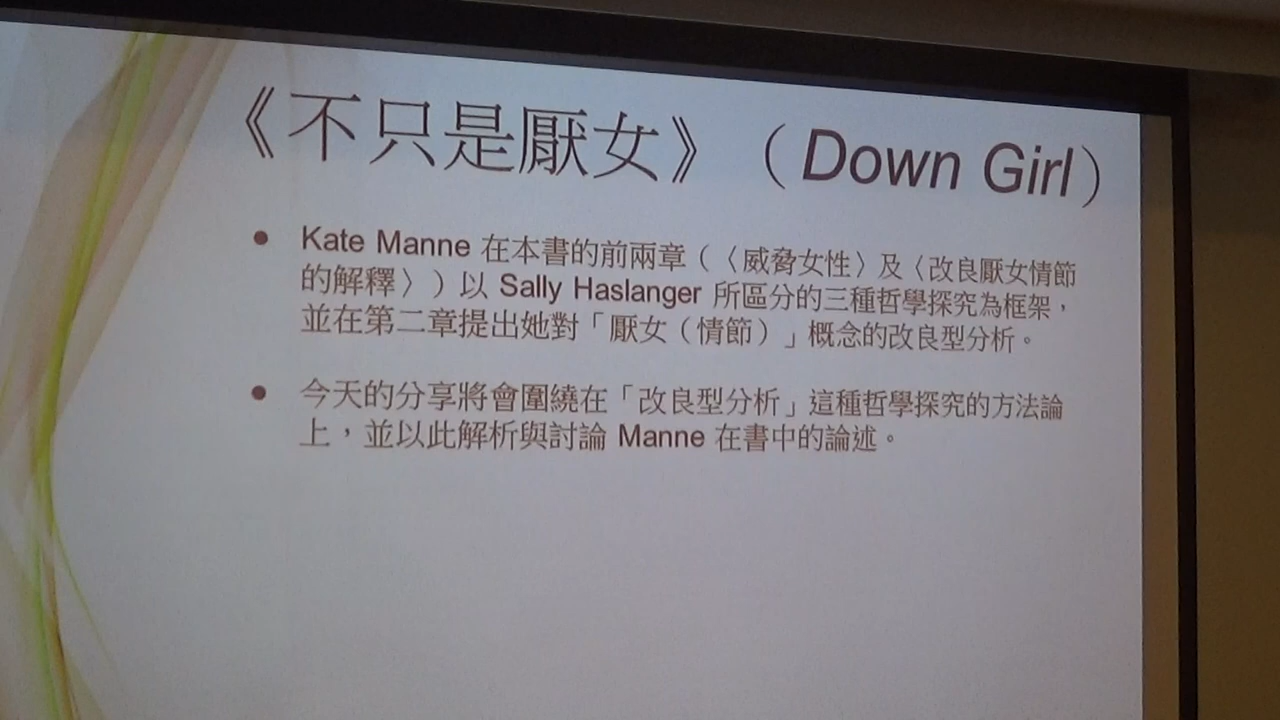 《不只是厭女》（Down Girl）
• Kate Manne 在本書的前兩章（〈威脅女性〉及〈改良厭女情節
的解釋〉）以 Sally Haslanger 所區分的三種哲學探究為框架，
並在第二章提出她對「厭女（情節）」概念的改良型分析。
• 今天的分享將會圍繞在「改良型分析」這種哲學探究的方法論
上，並以此解析與討論 Manne 在書中的論述。